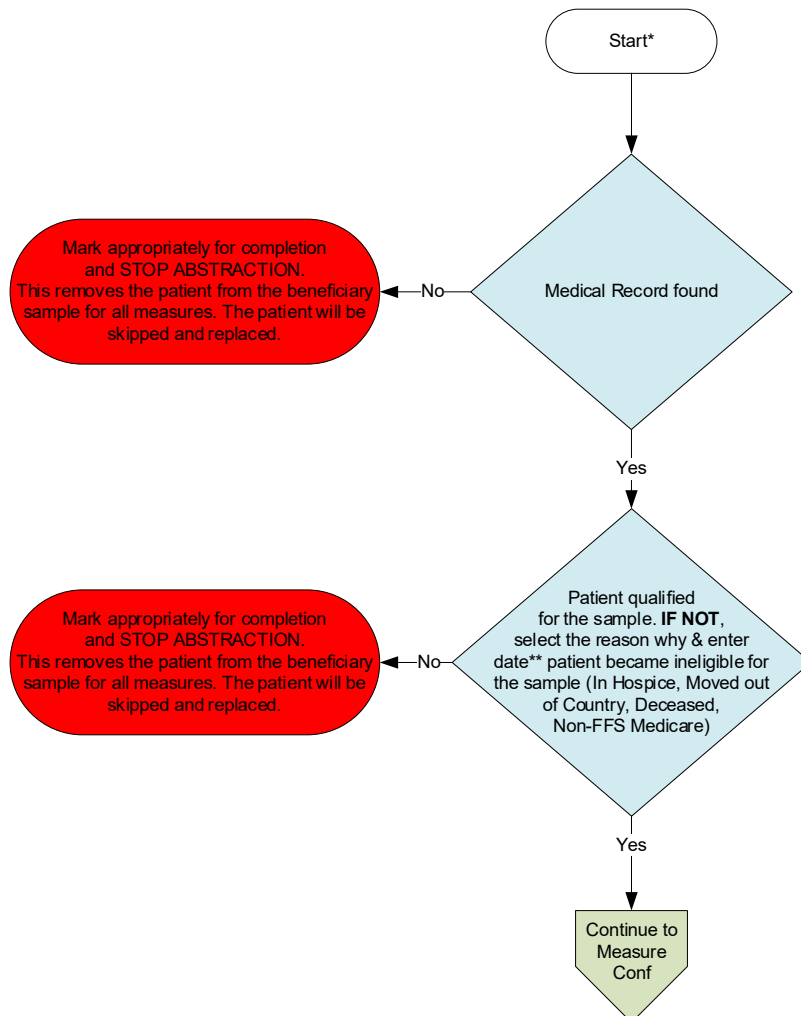 Start*
Mark appropriately for completion
and STOP ABSTRACTION.
This removes the patient from the beneficiary
sample for all measures. The patient will be
skipped and replaced.
No
Medical Record found
Yes
Mark appropriately for completion
and STOP ABSTRACTION.
This removes the patient from the beneficiary
sample for all measures. The patient will be
skipped and replaced.
No
Patient qualified
for the sample. IF NOT,
select the reason why & enter
date** patient became ineligible for
the sample (In Hospice, Moved out
of Country, Deceased,
Non-FFS Medicare)
Yes
Continue to
Measure
Conf